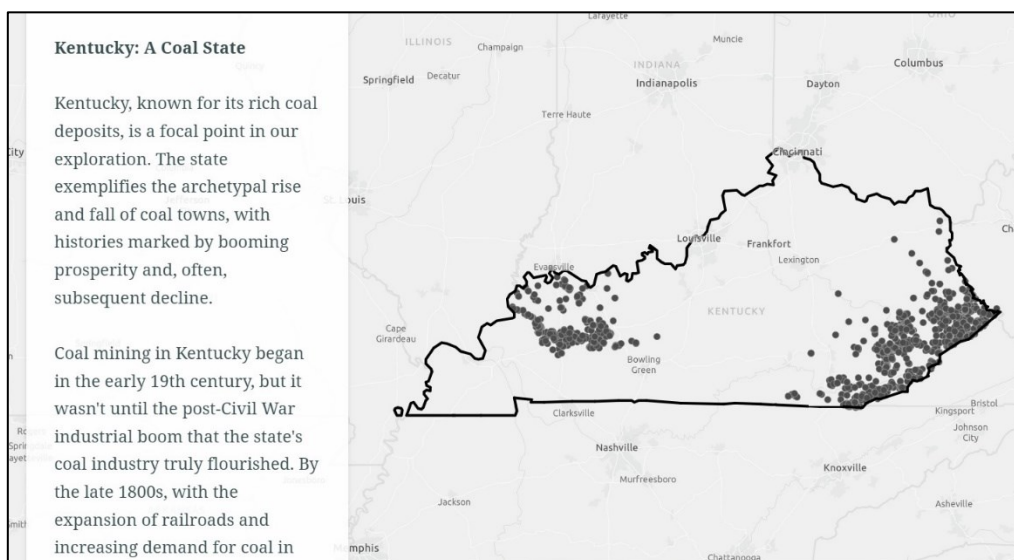 Kentucky: A Coal State
Kentucky, known for its rich coal
deposits, is a focal point in our
exploration. The state
exemplifies the archetypal rise
and fall of coal towns, with
histories marked by booming
prosperity and, often,
subsequent decline.
Coal mining in Kentucky began
in the early 19th century, but it
wasn't until the post-Civil War
industrial boom that the state's
coal industry truly flourished. By
the late 1800s, with the
expansion of railroads and
increasing demand for coal in
Lafayette
OHIO
ILLINOIS
Champaign
Muncie
INDIANA
Columbus
Springfield
Decatur
Indianapolis
Dayton
Terre Haute
City
Cincinnati
St. Louis
Louisville
Frankfort
Lexington
Ch
Evansville
KENTUCKY
Cape
Girardeau
Bowling
Green
Clarksville
Kingsport
Bristol
Johnson
City
Nashville
Murfreesboro
Knoxville
Jackson
Asheville
Memphis
Chattanooga